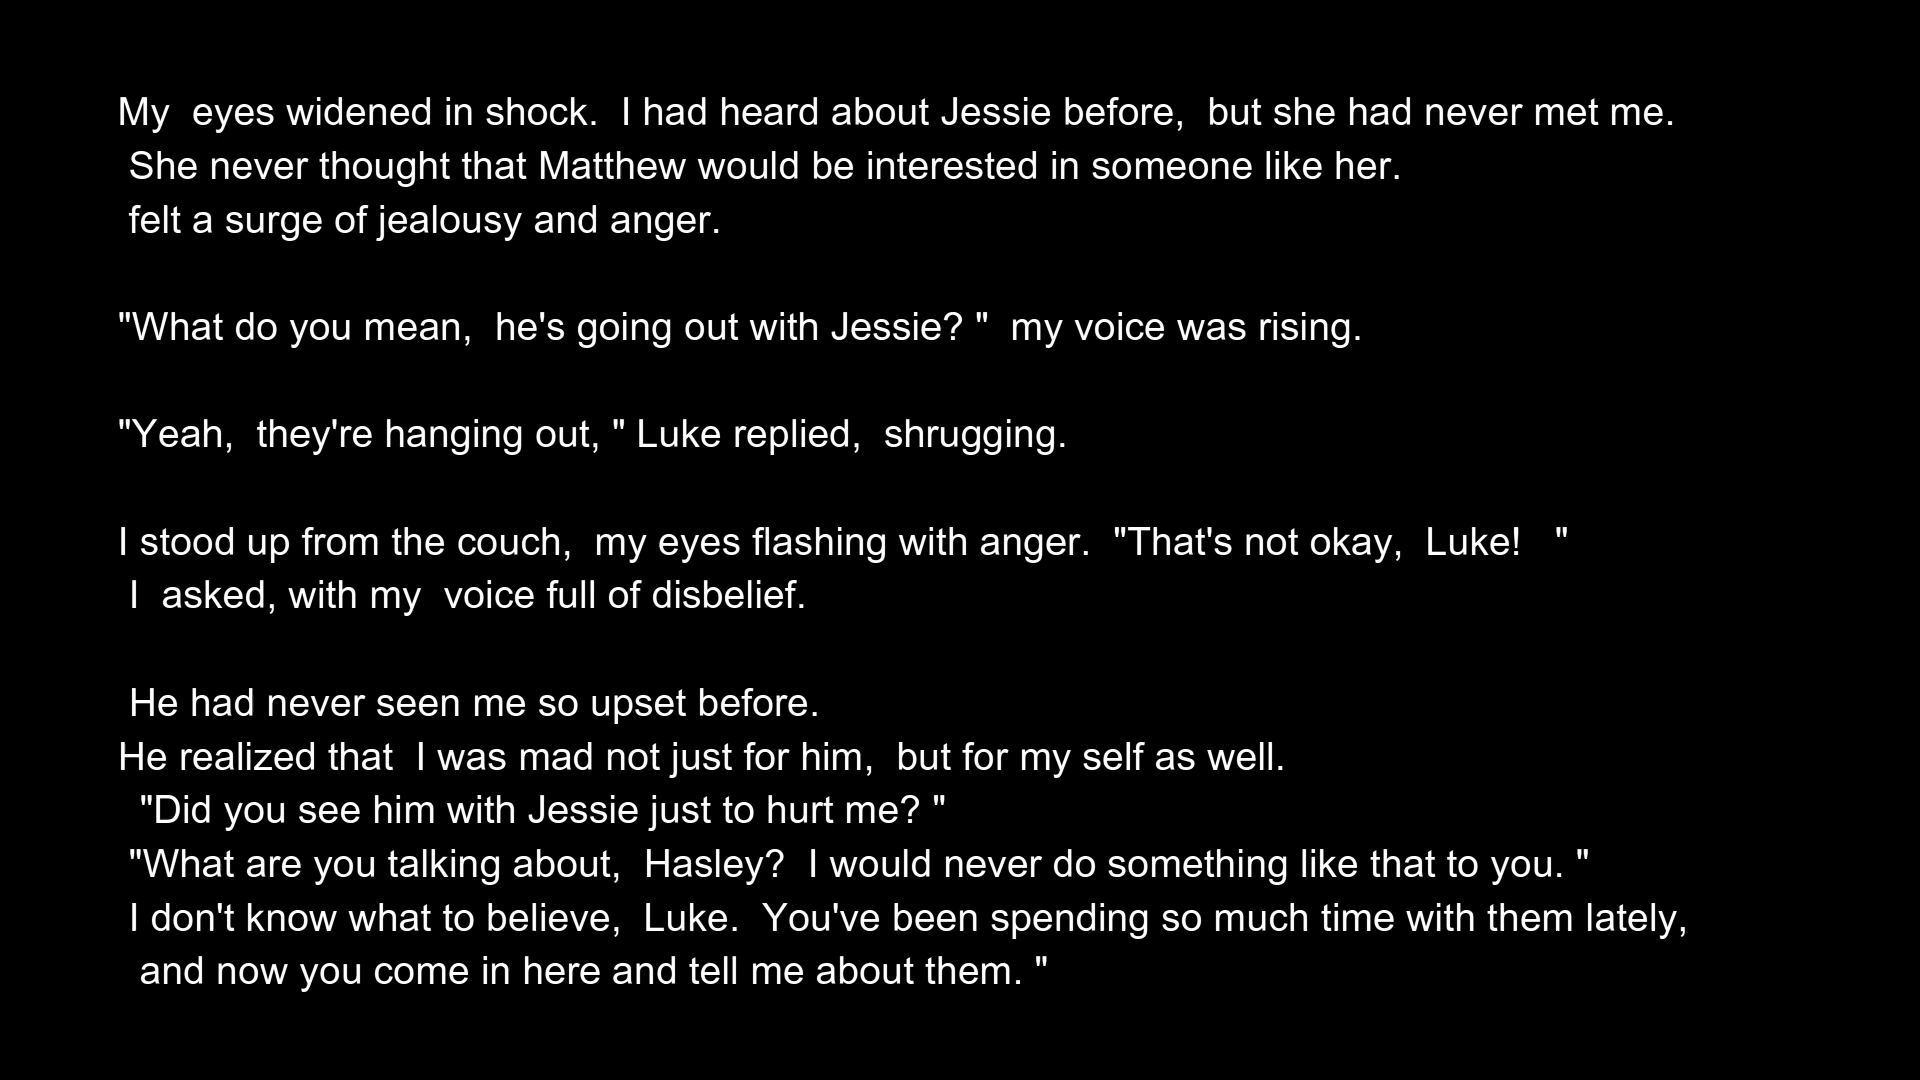 My  eyes widened in shock.  I had heard about Jessie before,  but she had never met me.
She never thought that Matthew would be interested in someone like her.
felt a surge of jealousy and anger.
"What do you mean,  he's going out with Jessie? "  my voice was rising.
"Yeah,  they're hanging out, " Luke replied,  shrugging.
I stood up from the couch,  my eyes flashing with anger.  "That's not okay,  Luke!   "
I  asked, with my  voice full of disbelief.
He had never seen me so upset before.
He realized that  I was mad not just for him,  but for my self as well.
"Did you see him with Jessie just to hurt me? "
"What are you talking about,  Hasley?  I would never do something like that to you. "
I don't know what to believe,  Luke.  You've been spending so much time with them lately,
and now you come in here and tell me about them. "